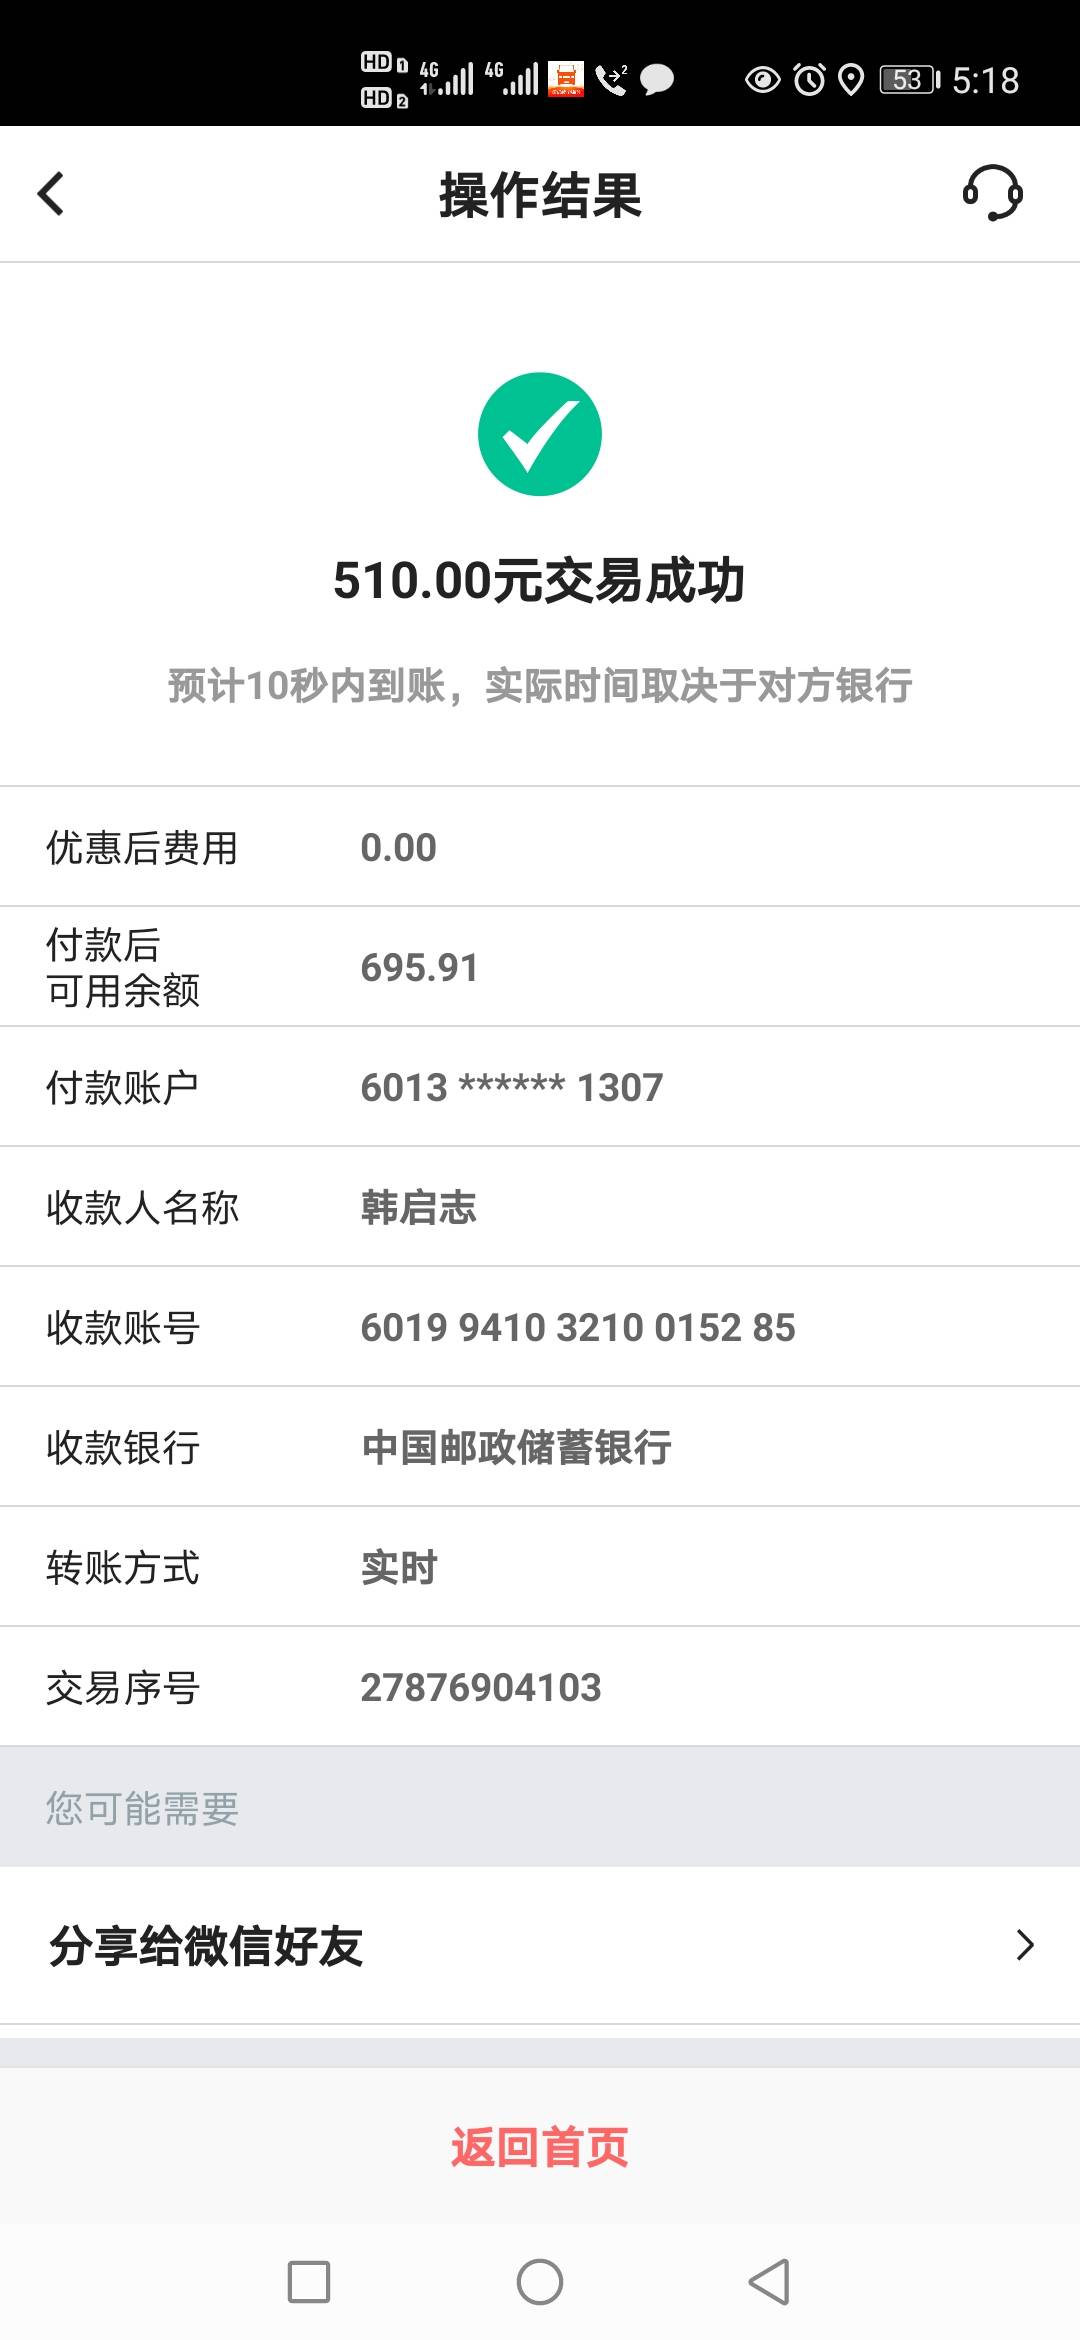 HD 1 4G 4G 2 53 5:18
HD 2
操作结果
510.00元交易成功
预计10秒内到账，实际时间取决于对方银行
优惠后费用 0.00
付款后
可用余额 695.91
付款账户 6013 ****** 1307
收款人名称 韩启志
收款账号 6019 9410 3210 0152 85
收款银行 中国邮政储蓄银行
转账方式 实时
交易序号 27876904103
您可能需要
分享给微信好友
返回首页